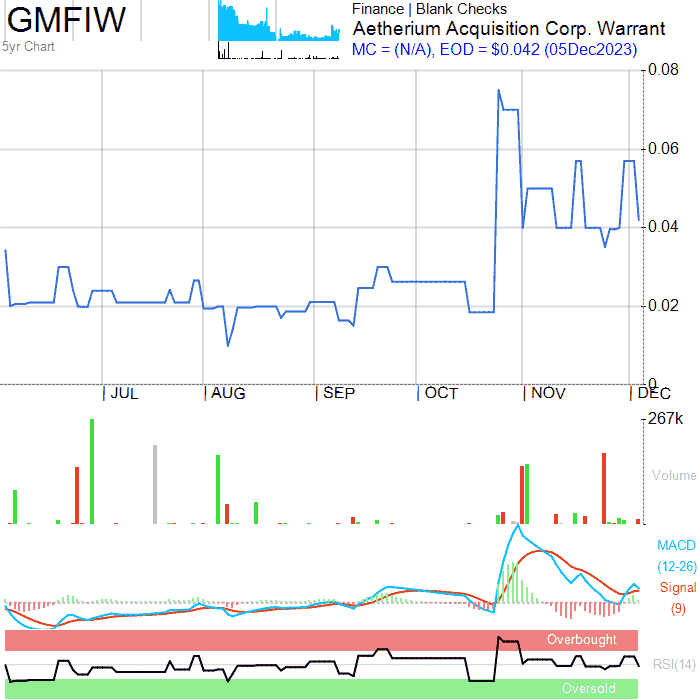 GMFIW
5yr Chart
Finance | Blank Checks
Aetherium Acquisition Corp. Warrant
MC = (N/A), EOD = $0.042 (05Dec2023)
0.08
0.06
0.04
0.02
0
JUL
AUG
SEP
OCT
NOV
DEC
267k
Volume
MACD
(12-26)
Signal
(9)
Overbought
RSI(14)
Oversold